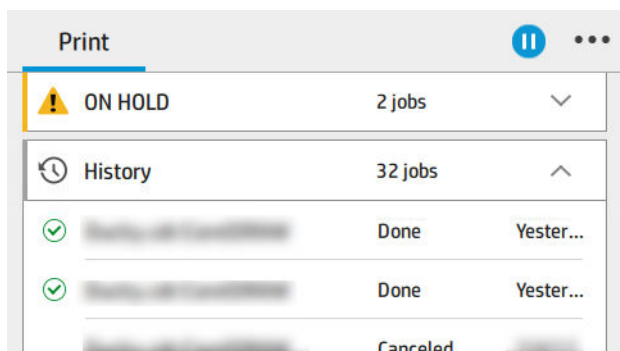 Print
ON HOLD 2 jobs
History 32 jobs
Done Yester...
Done Yester...
Canceled